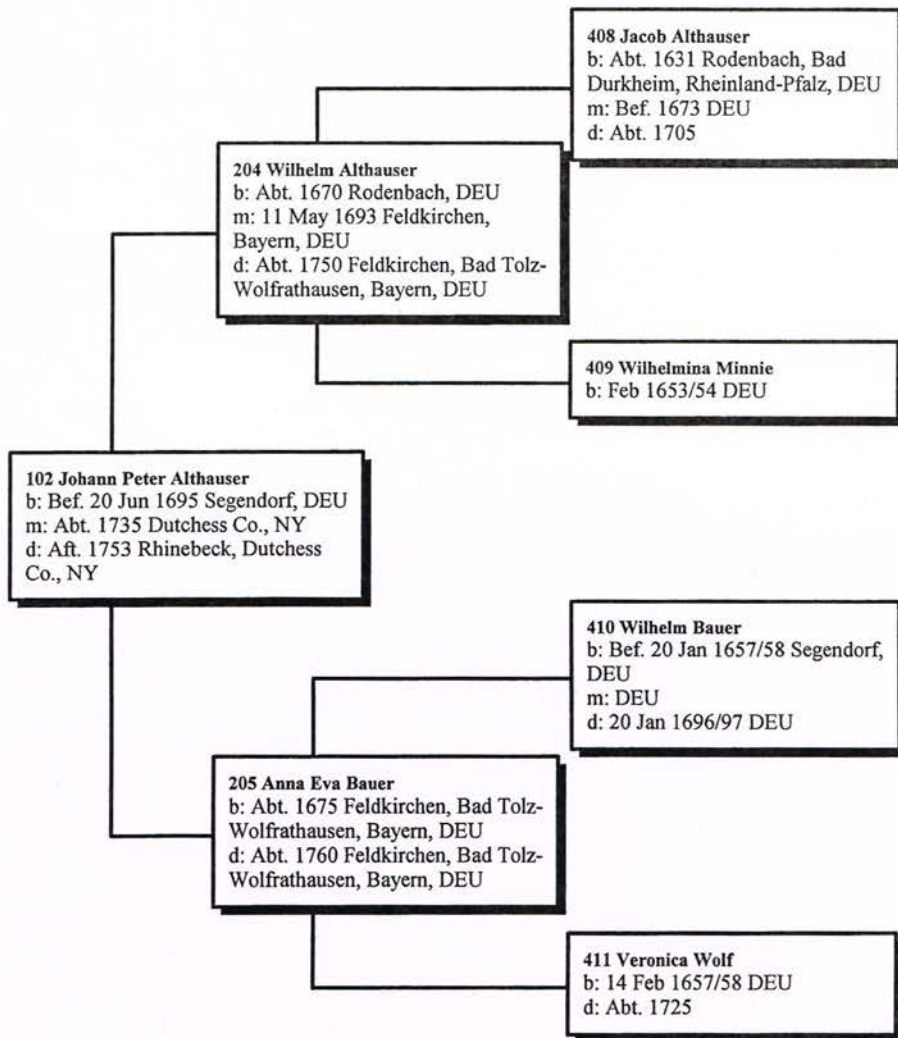 408 Jacob Althauser
b: Abt. 1631 Rodenbach, Bad
Durkheim, Rheinland-Pfalz, DEU
m: Bef. 1673 DEU
d: Abt. 1705
204 Wilhelm Althauser
b: Abt. 1670 Rodenbach, DEU
m: 11 May 1693 Feldkirchen,
Bayern, DEU
d: Abt. 1750 Feldkirchen, Bad Tolz-
Wolfrathausen, Bayern, DEU
409 Wilhelmina Minnie
b: Feb 1653/54 DEU
102 Johann Peter Althauser
b: Bef. 20 Jun 1695 Segendorf, DEU
m: Abt. 1735 Dutchess Co., NY
d: Aft. 1753 Rhinebeck, Dutchess
Co., NY
410 Wilhelm Bauer
b: Bef. 20 Jan 1657/58 Segendorf,
DEU
m: DEU
d: 20 Jan 1696/97 DEU
205 Anna Eva Bauer
b: Abt. 1675 Feldkirchen, Bad Tolz-
Wolfrathausen, Bayern, DEU
d: Abt. 1760 Feldkirchen, Bad Tolz-
Wolfrathausen, Bayern, DEU
411 Veronica Wolf
b: 14 Feb 1657/58 DEU
d: Abt. 1725